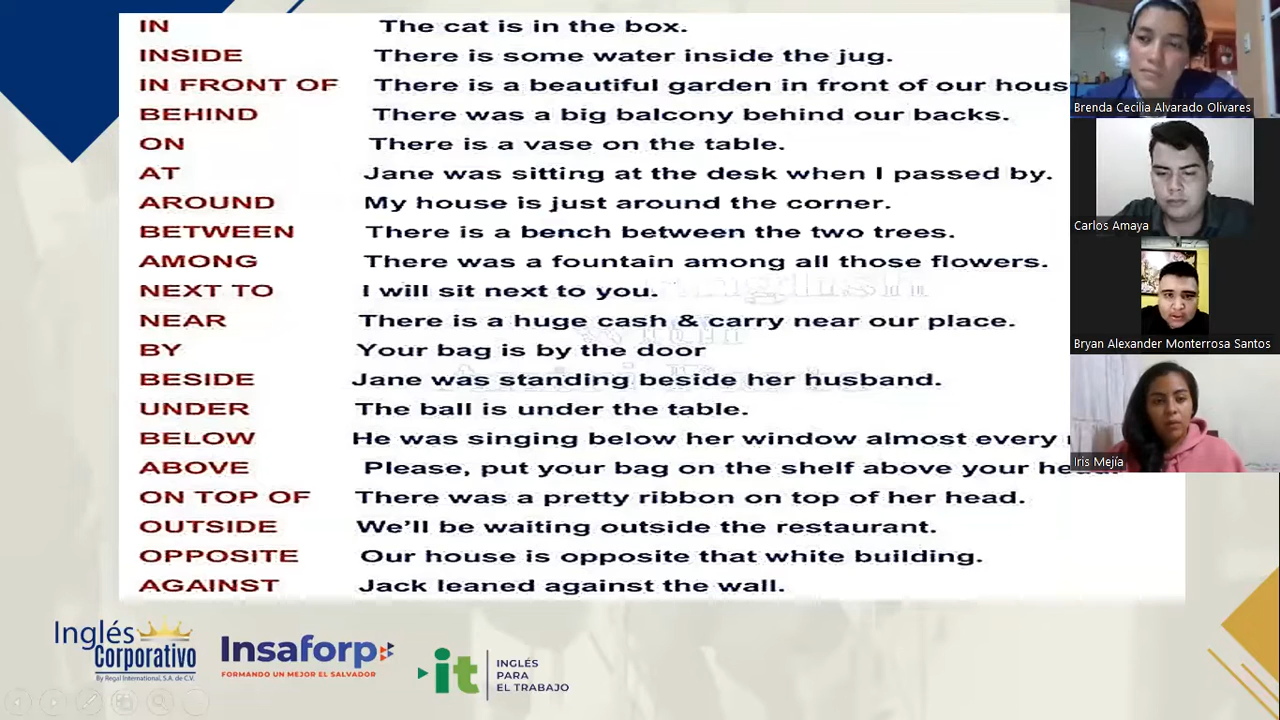 IN The cat is in the box.
INSIDE There is some water inside the jug.
IN FRONT OF There is a beautiful garden in front of our hous
BEHIND There was a big balcony behind our backs.
ON There is a vase on the table.
AT Jane was sitting at the desk when I passed by.
AROUND My house is just around the corner.
BETWEEN There is a bench between the two trees.
AMONG There was a fountain among all those flowers.
NEXT TO I will sit next to you.
NEAR There is a huge cash & carry near our place.
BY Your bag is by the door
BESIDE Jane was standing beside her husband.
UNDER The ball is under the table.
BELOW He was singing below her window almost every
ABOVE Please, put your bag on the shelf above your head.
ON TOP OF There was a pretty ribbon on top of her head.
OUTSIDE We'll be waiting outside the restaurant.
OPPOSITE Our house is opposite that white building.
AGAINST Jack leaned against the wall.
Brenda Cecilia Alvarado Olivares
Carlos Amaya
Bryan Alexander Monterrosa Santos
Iris Mejía
Inglés
Corporativo
By Regal International, S.A. de C.V.
Insaforp
FORMANDO UN MEJOR EL SALVADOR
it
INGLÉS
PARA
EL TRABAJO